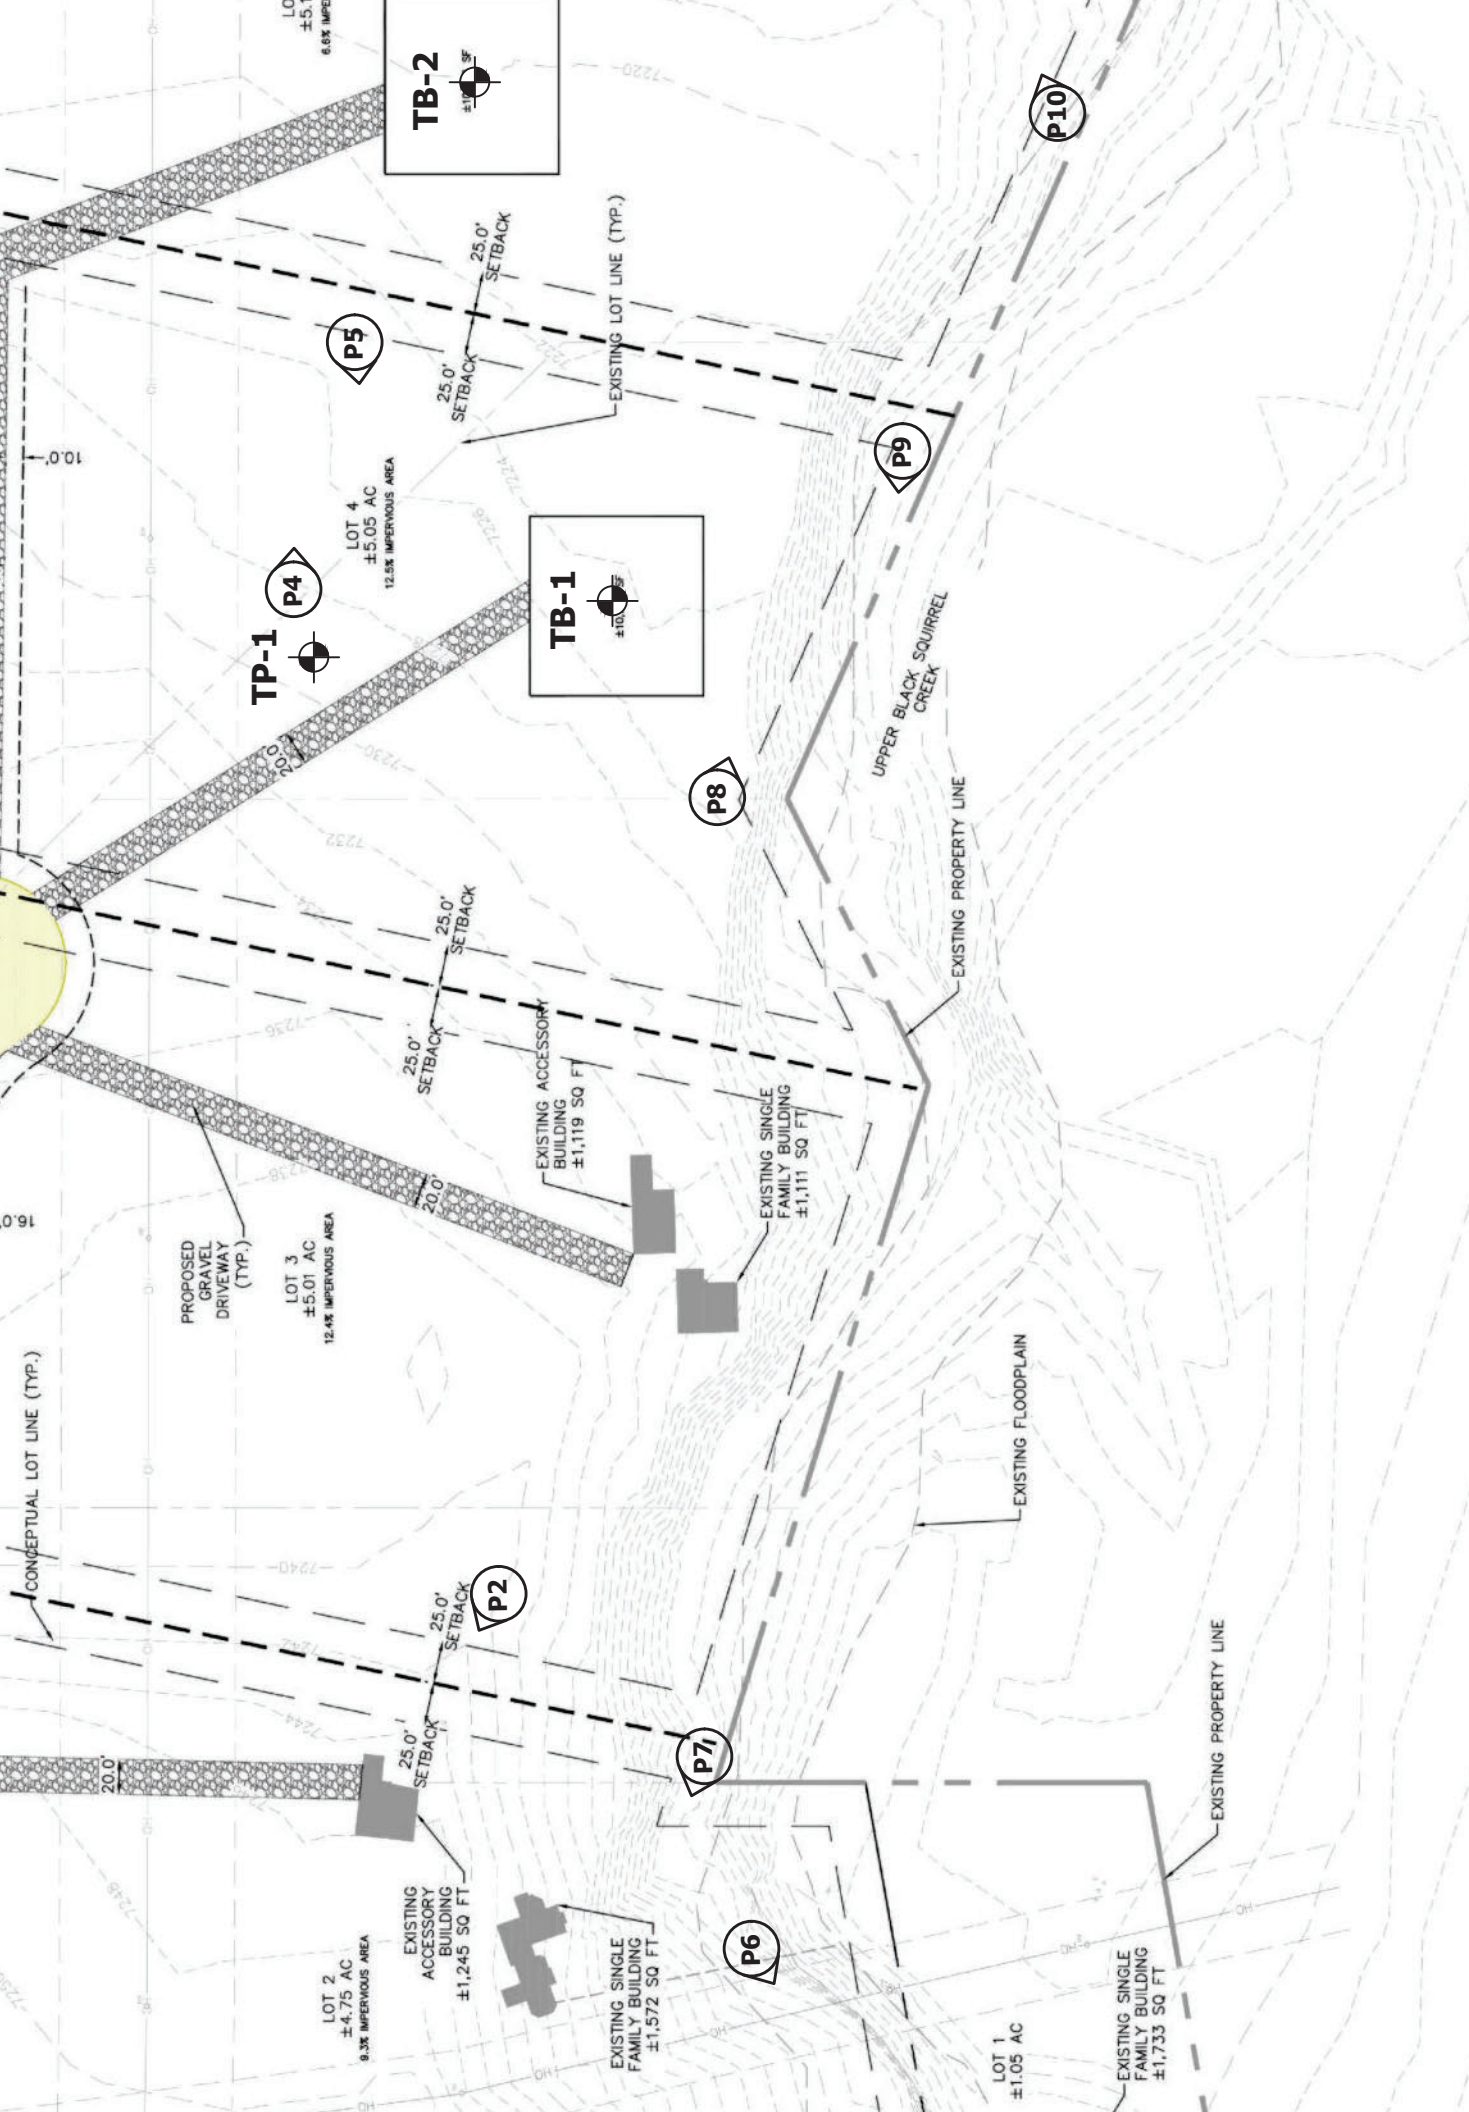 TB-2
P10
25.0'
SETBACK
25.0'
SETBACK
EXISTING LOT LINE (TYP.)
7220
7222
P5
P9
10.0'
LOT 4
±5.05 AC
12.5% IMPERVIOUS AREA
7224
7226
P4
TP-1
TB-1
UPPER BLACK SQUIRREL
CREEK
20.0'
7230
P8
7232
7234
25.0'
SETBACK
25.0'
SETBACK
7236
EXISTING PROPERTY LINE
EXISTING ACCESSORY
BUILDING
±1,119 SQ FT
EXISTING SINGLE
FAMILY BUILDING
±1,111 SQ FT
7238
20.0'
16.0'
PROPOSED
GRAVEL
DRIVEWAY
(TYP.)
LOT 3
±5.01 AC
12.4% IMPERVIOUS AREA
CONCEPTUAL LOT LINE (TYP.)
EXISTING FLOODPLAIN
7240
P2
25.0'
SETBACK
25.0'
SETBACK
7242
7244
P7
20.0'
EXISTING PROPERTY LINE
7248
EXISTING
ACCESSORY
BUILDING
±1,245 SQ FT
LOT 2
±4.75 AC
9.3% IMPERVIOUS AREA
P6
EXISTING SINGLE
FAMILY BUILDING
±1,572 SQ FT
LOT 1
±1.05 AC
EXISTING SINGLE
FAMILY BUILDING
±1,733 SQ FT
OH
OH
OH
OH